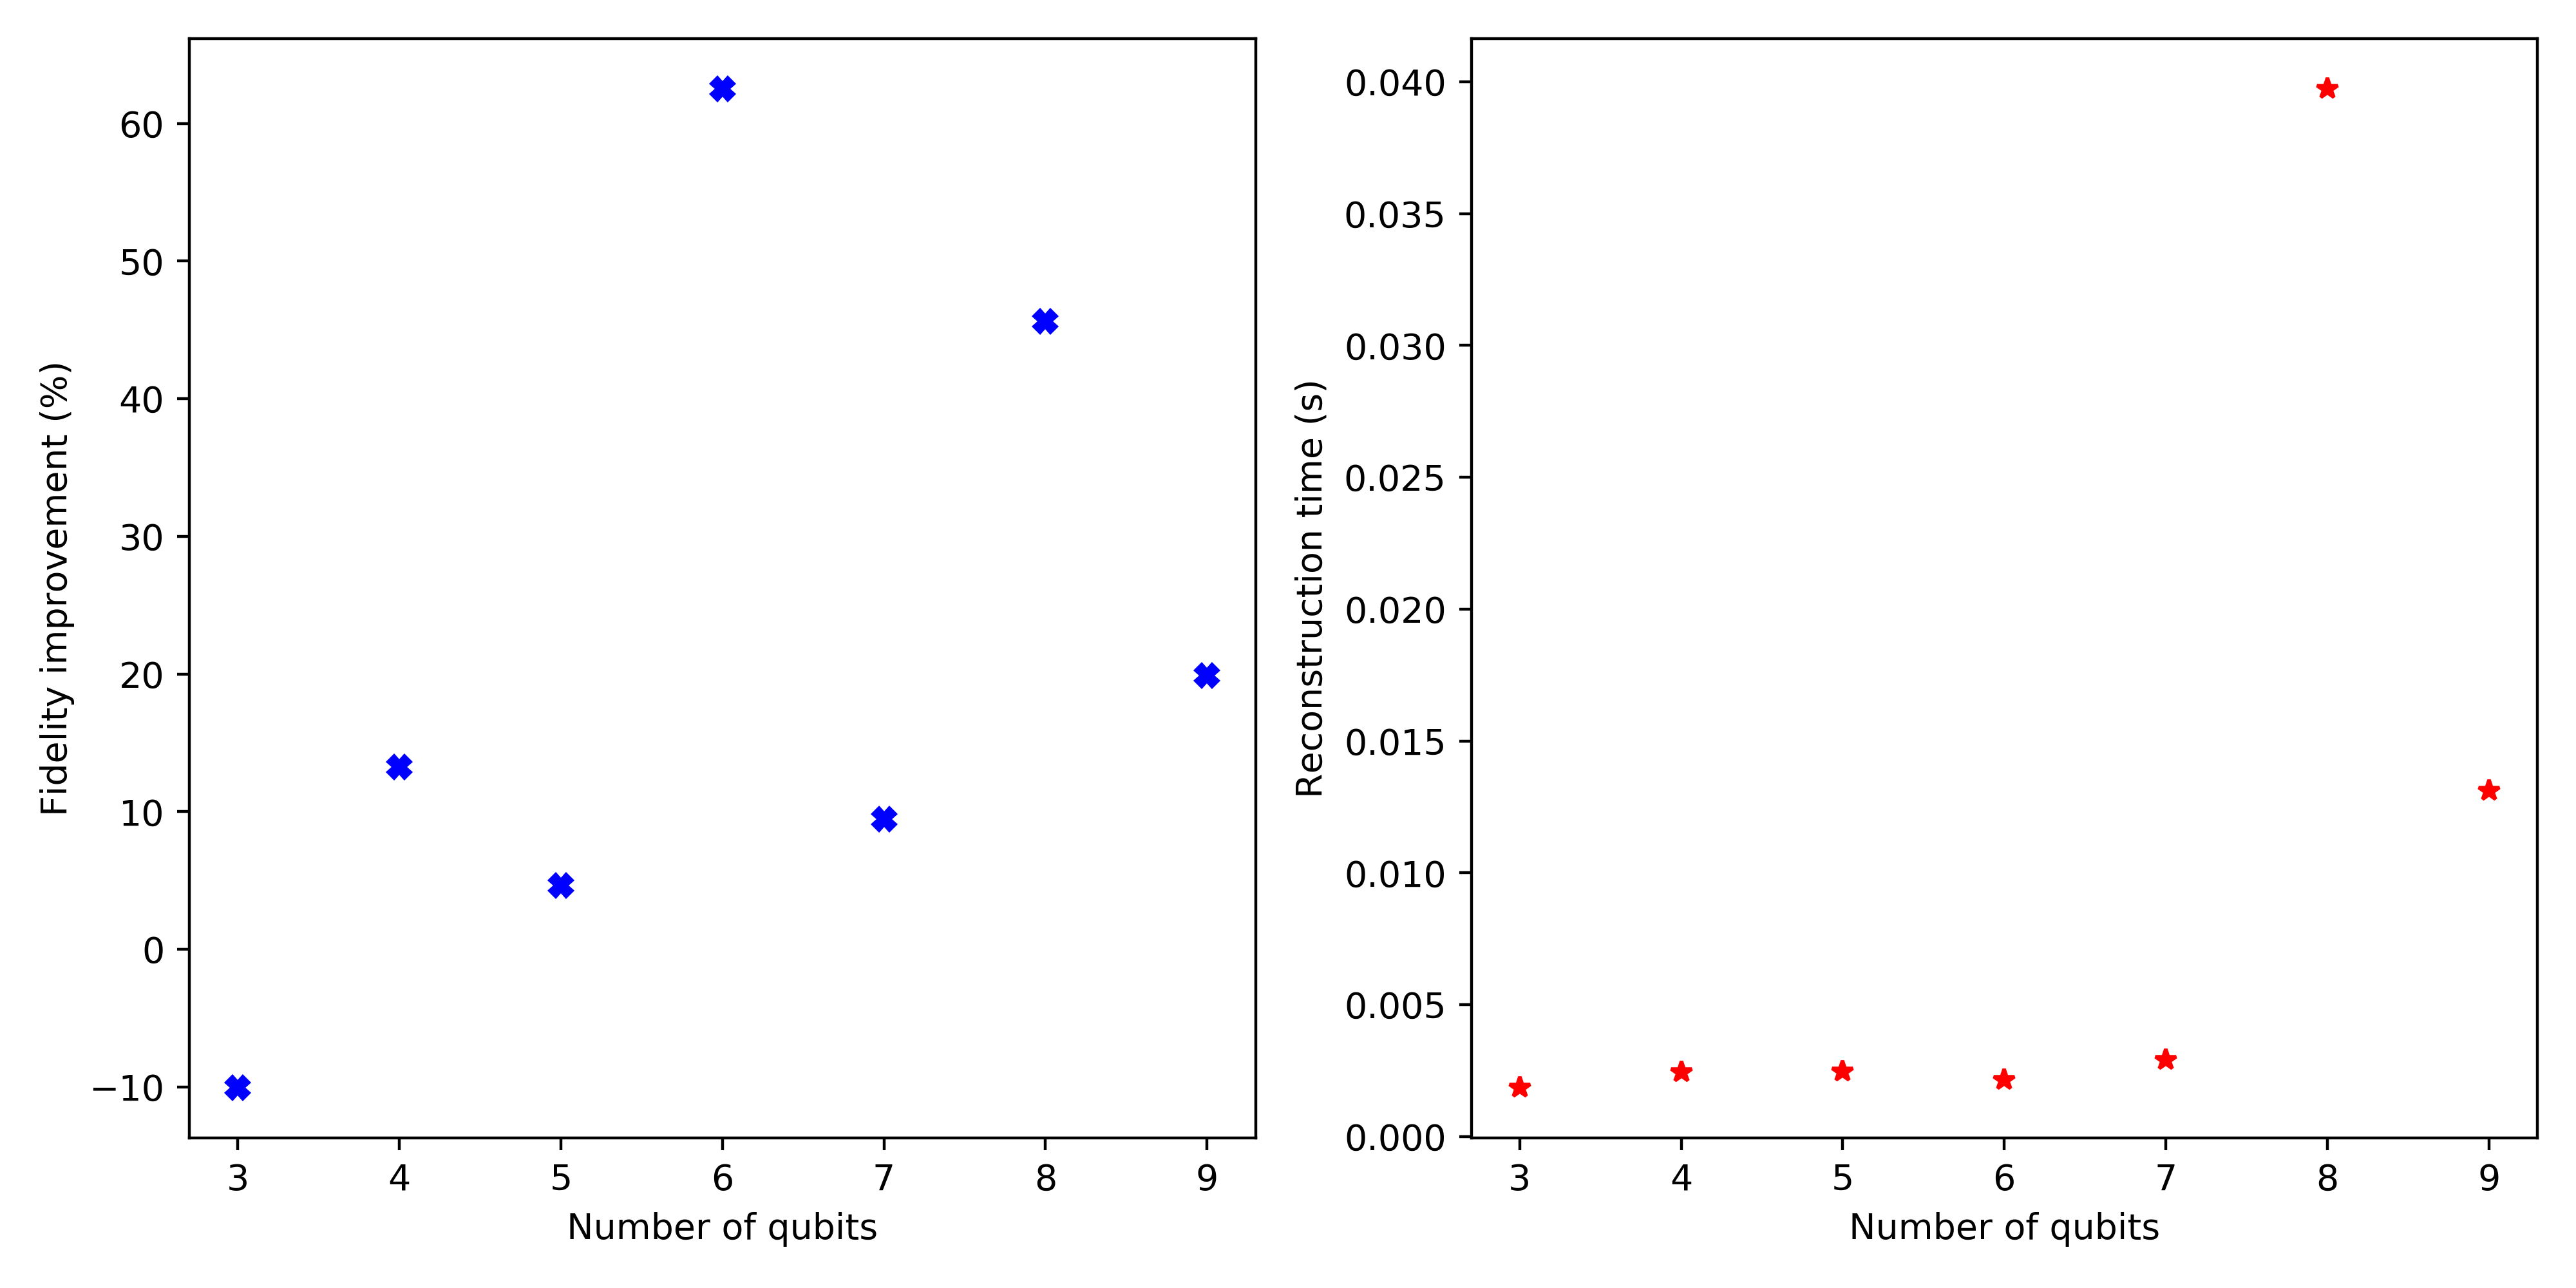 Fidelity improvement (%)
60
50
40
30
20
10
0
−10
3 4 5 6 7 8 9
Number of qubits
Reconstruction time (s)
0.040
0.035
0.030
0.025
0.020
0.015
0.010
0.005
0.000
3 4 5 6 7 8 9
Number of qubits